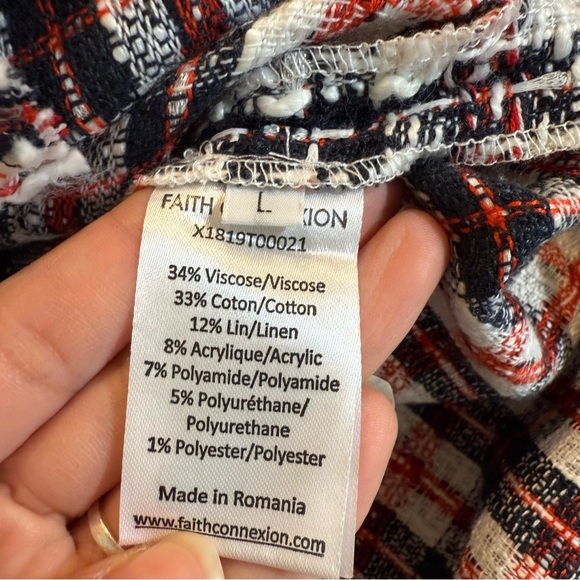 FAITH L XION
X1819T00021
34% Viscose/Viscose
33% Coton/Cotton
12% Lin/Linen
8% Acrylique/Acrylic
7% Polyamide/Polyamide
5% Polyuréthane/
Polyurethane
1% Polyester/Polyester
Made in Romania
www.faithconnexion.com